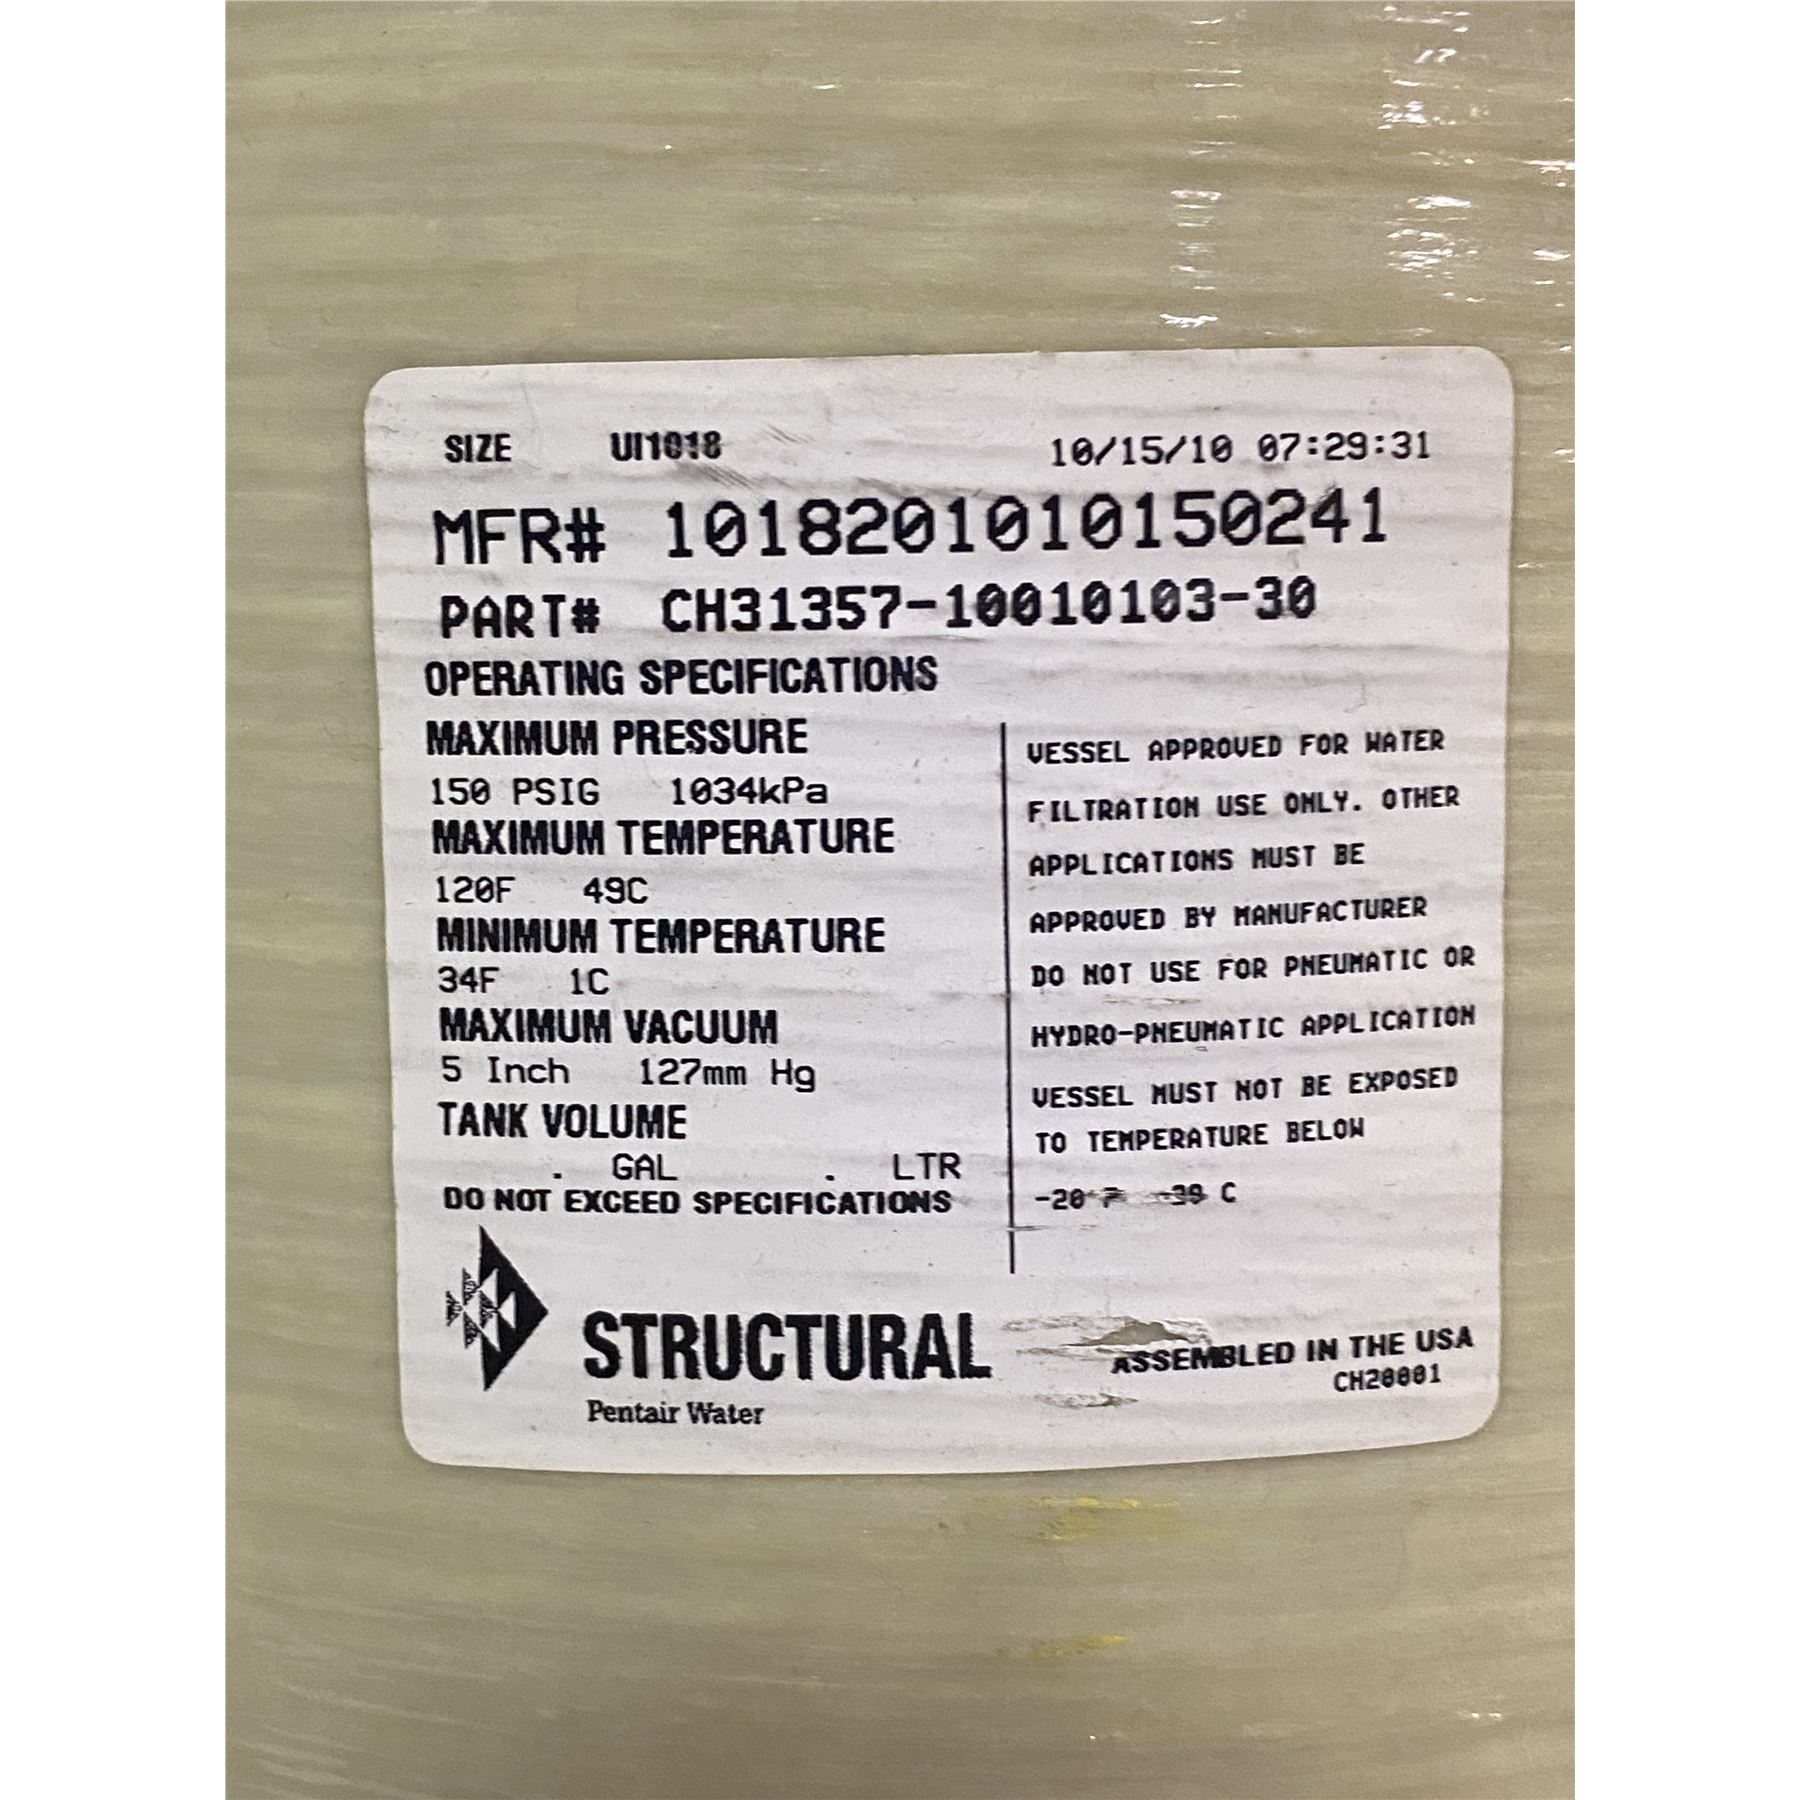 SIZE UI1018 10/15/10 07:29:31
MFR# 1018201010150241
PART# CH31357-10010103-30
OPERATING SPECIFICATIONS
MAXIMUM PRESSURE
150 PSIG 1034kPa
MAXIMUM TEMPERATURE
120F 49C
MINIMUM TEMPERATURE
34F 1C
MAXIMUM VACUUM
5 Inch 127mm Hg
TANK VOLUME
. GAL . LTR
DO NOT EXCEED SPECIFICATIONS
VESSEL APPROVED FOR WATER
FILTRATION USE ONLY. OTHER
APPLICATIONS MUST BE
APPROVED BY MANUFACTURER
DO NOT USE FOR PNEUMATIC OR
HYDRO-PNEUMATIC APPLICATION
VESSEL MUST NOT BE EXPOSED
TO TEMPERATURE BELOW
-20 C
STRUCTURAL
Pentair Water
ASSEMBLED IN THE USA
CH20001